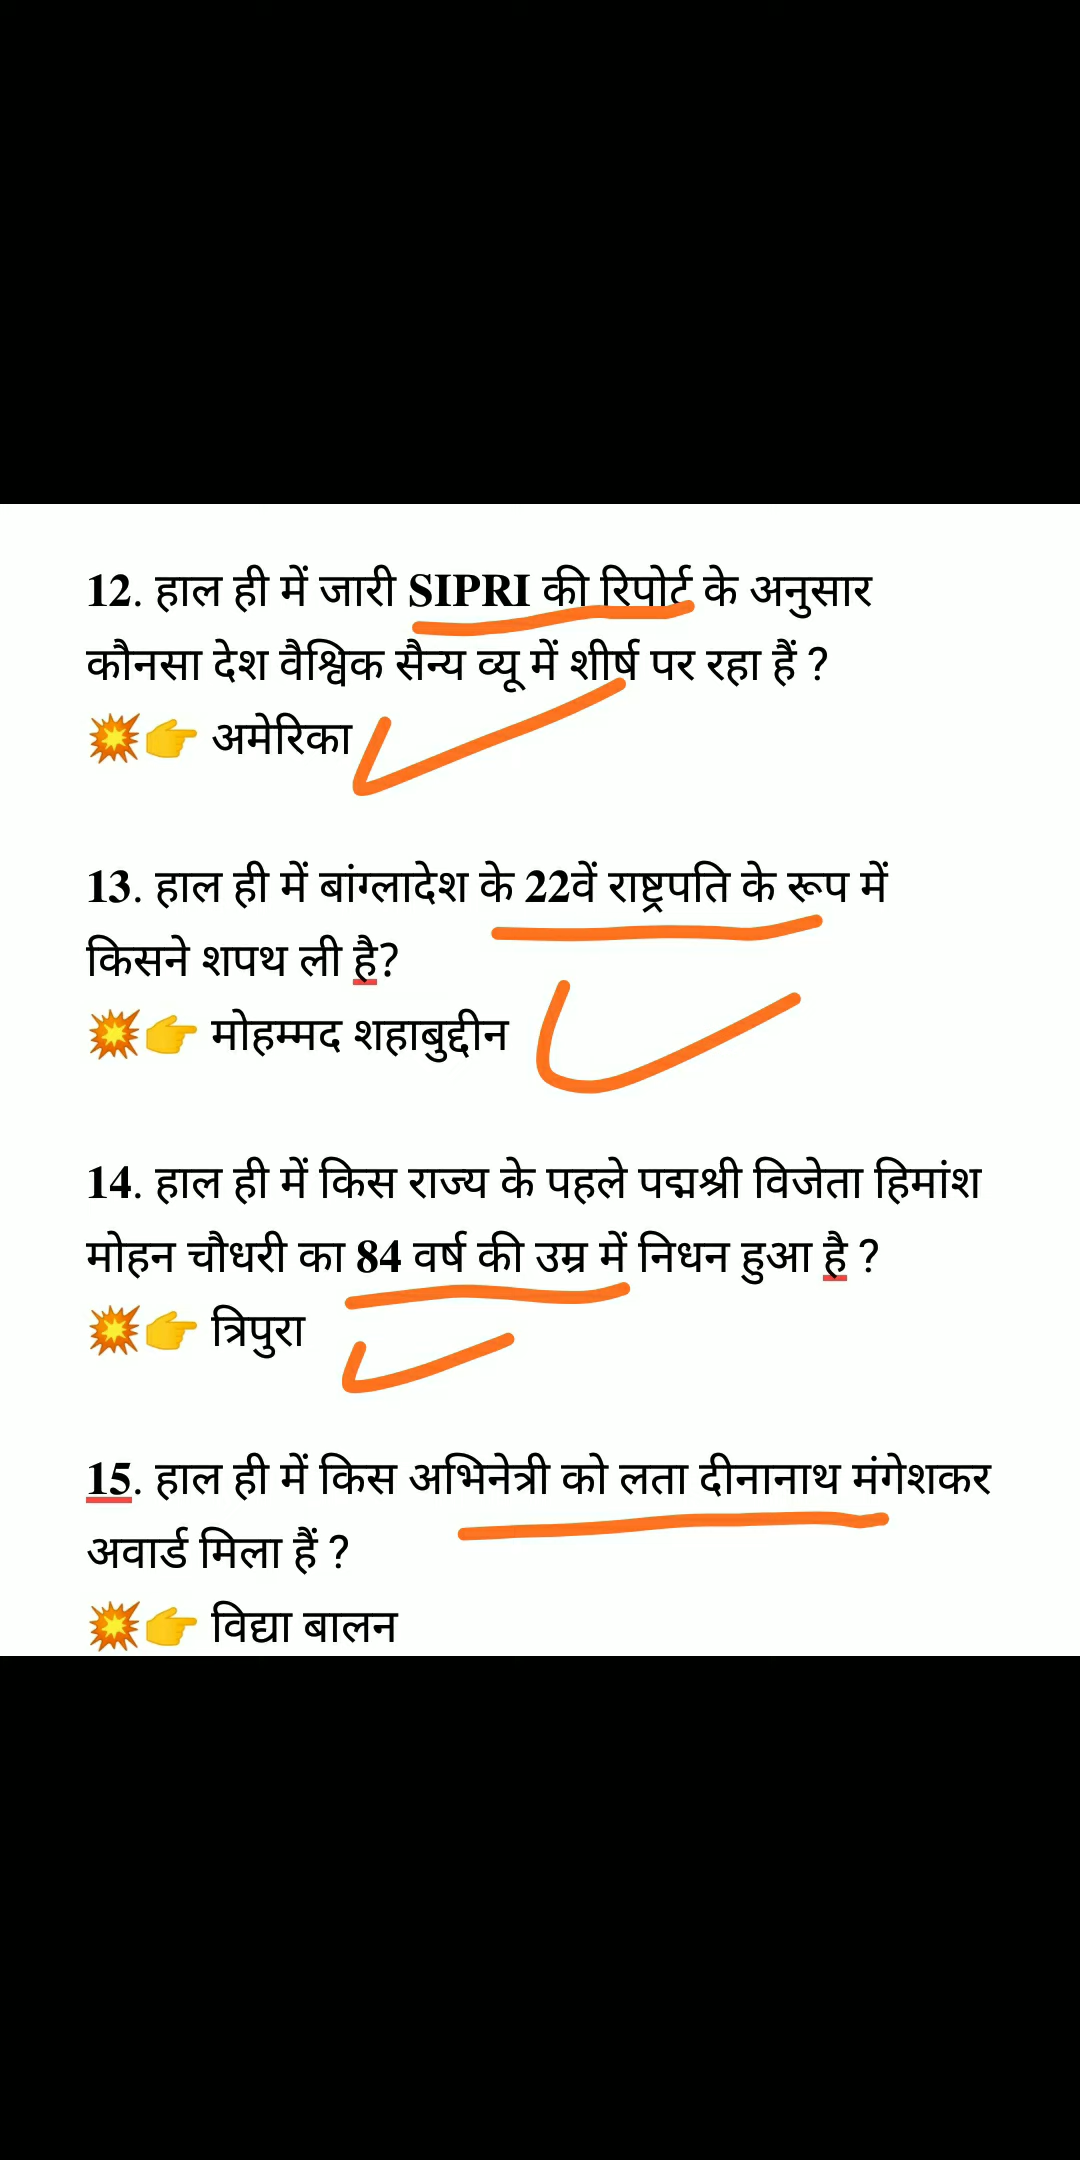 12. हाल ही में जारी SIPRI की रिपोर्ट के अनुसार
कौनसा देश वैश्विक सैन्य व्यू में शीर्ष पर रहा हैं ?
💥👉 अमेरिका
13. हाल ही में बांग्लादेश के 22वें राष्ट्रपति के रूप में
किसने शपथ ली है?
💥👉 मोहम्मद शहाबुद्दीन
14. हाल ही में किस राज्य के पहले पद्मश्री विजेता हिमांश
मोहन चौधरी का 84 वर्ष की उम्र में निधन हुआ है ?
💥👉 त्रिपुरा
15. हाल ही में किस अभिनेत्री को लता दीनानाथ मंगेशकर
अवार्ड मिला हैं ?
💥👉 विद्या बालन